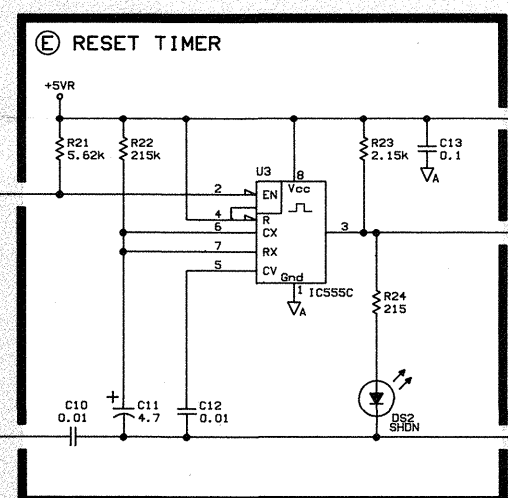 E RESET TIMER
+5VR
R21
5.62k
R22
215k
R23
2.15k
C13
0.1
A
U3
8
Vcc
2
EN
4
R
6
CX
7
RX
5
CV
3
Gnd
1
IC555C
A
R24
215
C10
0.01
+
C11
4.7
C12
0.01
DS2
SHDN